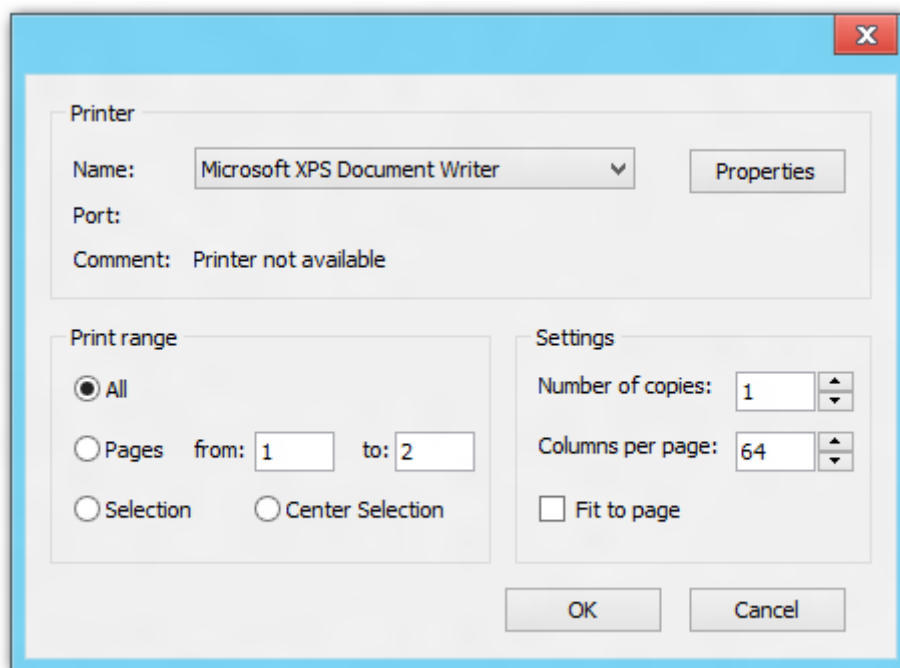 Printer
Name: Microsoft XPS Document Writer Properties
Port:
Comment: Printer not available
Print range
All
Pages from: 1 to: 2
Selection Center Selection
Settings
Number of copies: 1
Columns per page: 64
Fit to page
OK Cancel